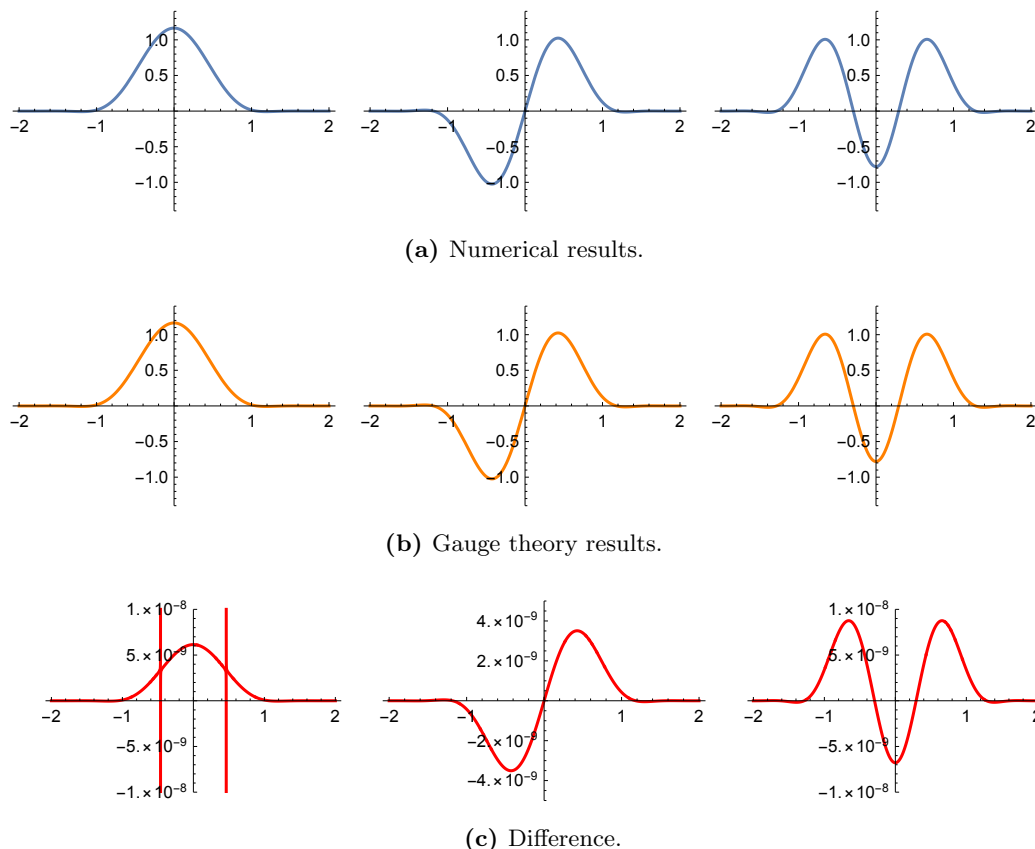 1.0 1.0 1.0
0.5 0.5 0.5
−2 −1 1 2 −2 −1 1 2 −2 −1 1 2
−0.5 −0.5 −0.5
−1.0 −1.0 −1.0
(a) Numerical results.
1.0 1.0 1.0
0.5 0.5 0.5
−2 −1 1 2 −2 −1 1 2 −2 −1 1 2
−0.5 −0.5 −0.5
−1.0 −1.0 −1.0
(b) Gauge theory results.
1.×10⁻⁸ 4.×10⁻⁹ 1.×10⁻⁸
5.×10⁻⁹ 2.×10⁻⁹ 5.×10⁻⁹
−2 −1 1 2 −2 −1 1 2 −2 −1 1 2
−5.×10⁻⁹ −2.×10⁻⁹ −5.×10⁻⁹
−1.×10⁻⁸ −4.×10⁻⁹ −1.×10⁻⁸
(c) Difference.